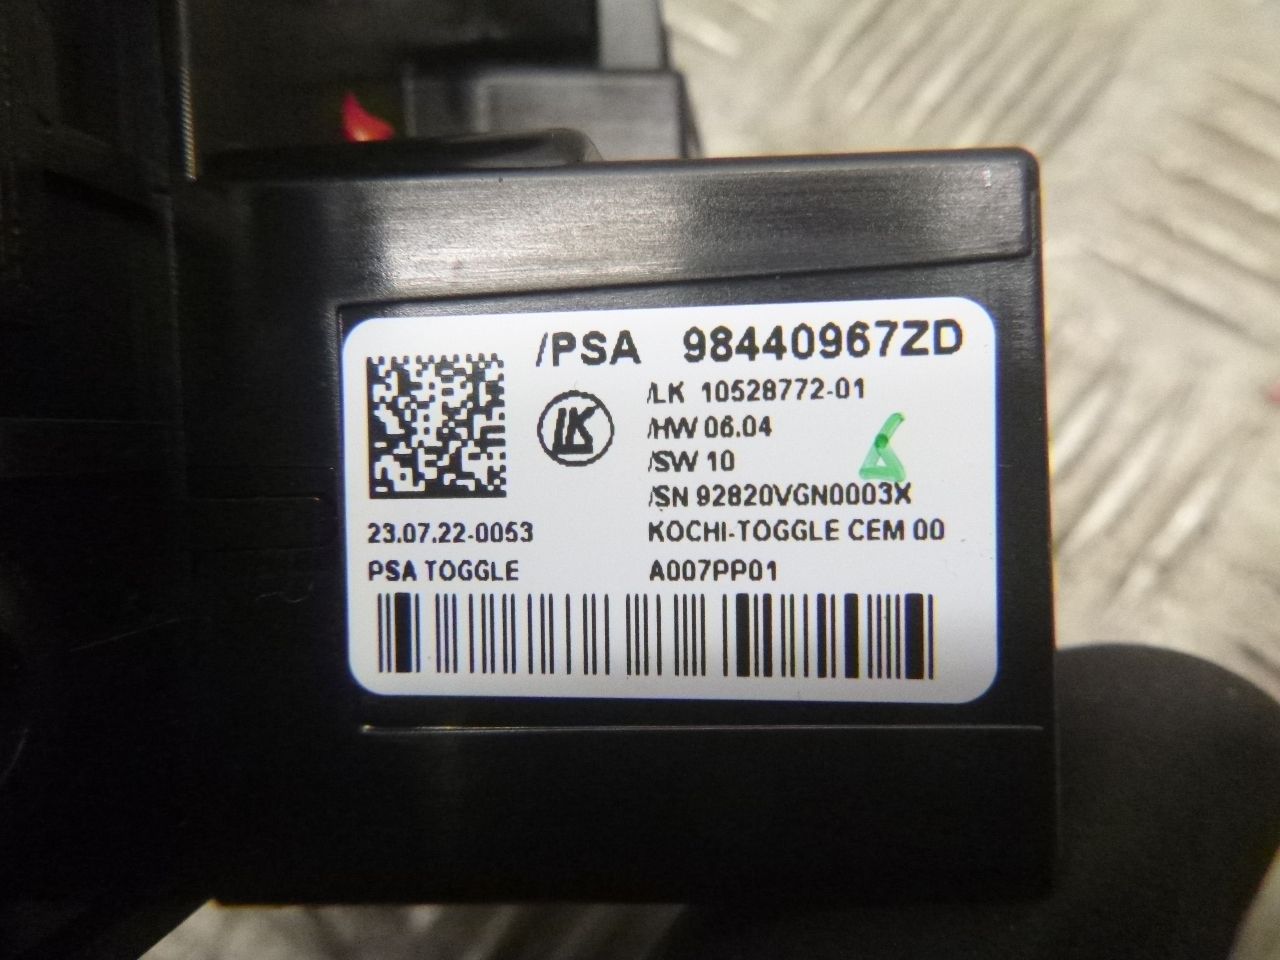 /PSA 98440967ZD
LK
/LK 10528772-01
/HW 06.04
/SW 10
/SN 92820VGN0003X
23.07.22-0053 KOCHI-TOGGLE CEM 00
PSA TOGGLE A007PP01